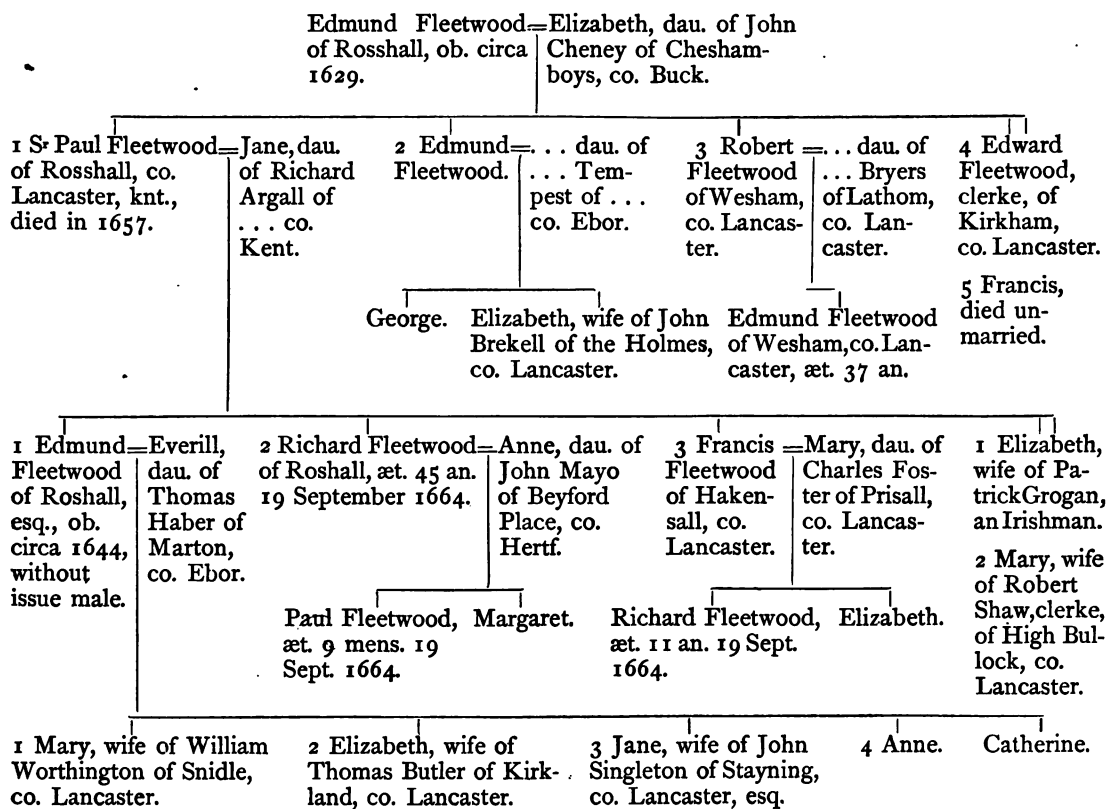 Edmund Fleetwood=Elizabeth, dau. of John
of Rosshall, ob. circa
1629.
Cheney of Chesham-
boys, co. Buck.
1 Sr Paul Fleetwood=Jane, dau.
of Rosshall, co.
Lancaster, knt.,
died in 1657.
of Richard
Argall of
... co.
Kent.
2 Edmund=... dau. of
Fleetwood.
... Tem-
pest of ...
co. Ebor.
3 Robert =... dau. of
Fleetwood
of Wesham,
co. Lancas-
ter.
... Bryers
of Lathom,
co. Lan-
caster.
4 Edward
Fleetwood,
clerke, of
Kirkham,
co. Lancaster.
5 Francis,
died un-
married.
George.
Elizabeth, wife of John
Brekell of the Holmes,
co. Lancaster.
Edmund Fleetwood
of Wesham, co. Lan-
caster, æt. 37 an.
1 Edmund=Everill,
Fleetwood
of Roshall,
esq., ob.
circa 1644,
without
issue male.
dau. of
Thomas
Haber of
Marton,
co. Ebor.
2 Richard Fleetwood=Anne, dau. of
of Roshall, æt. 45 an.
19 September 1664.
John Mayo
of Beyford
Place, co.
Hertf.
3 Francis =Mary, dau. of
Fleetwood
of Haken-
sall, co.
Lancaster.
Charles Fos-
ter of Prisall,
co. Lancas-
ter.
1 Elizabeth,
wife of Pa-
trick Grogan,
an Irishman.
2 Mary, wife
of Robert
Shaw, clerke,
of High Bul-
lock, co.
Lancaster.
Paul Fleetwood,
æt. 9 mens. 19
Sept. 1664.
Margaret.
Richard Fleetwood,
æt. 11 an. 19 Sept.
1664.
Elizabeth.
1 Mary, wife of William
Worthington of Snidle,
co. Lancaster.
2 Elizabeth, wife of
Thomas Butler of Kirk-
land, co. Lancaster.
3 Jane, wife of John
Singleton of Stayning,
co. Lancaster, esq.
4 Anne.
Catherine.